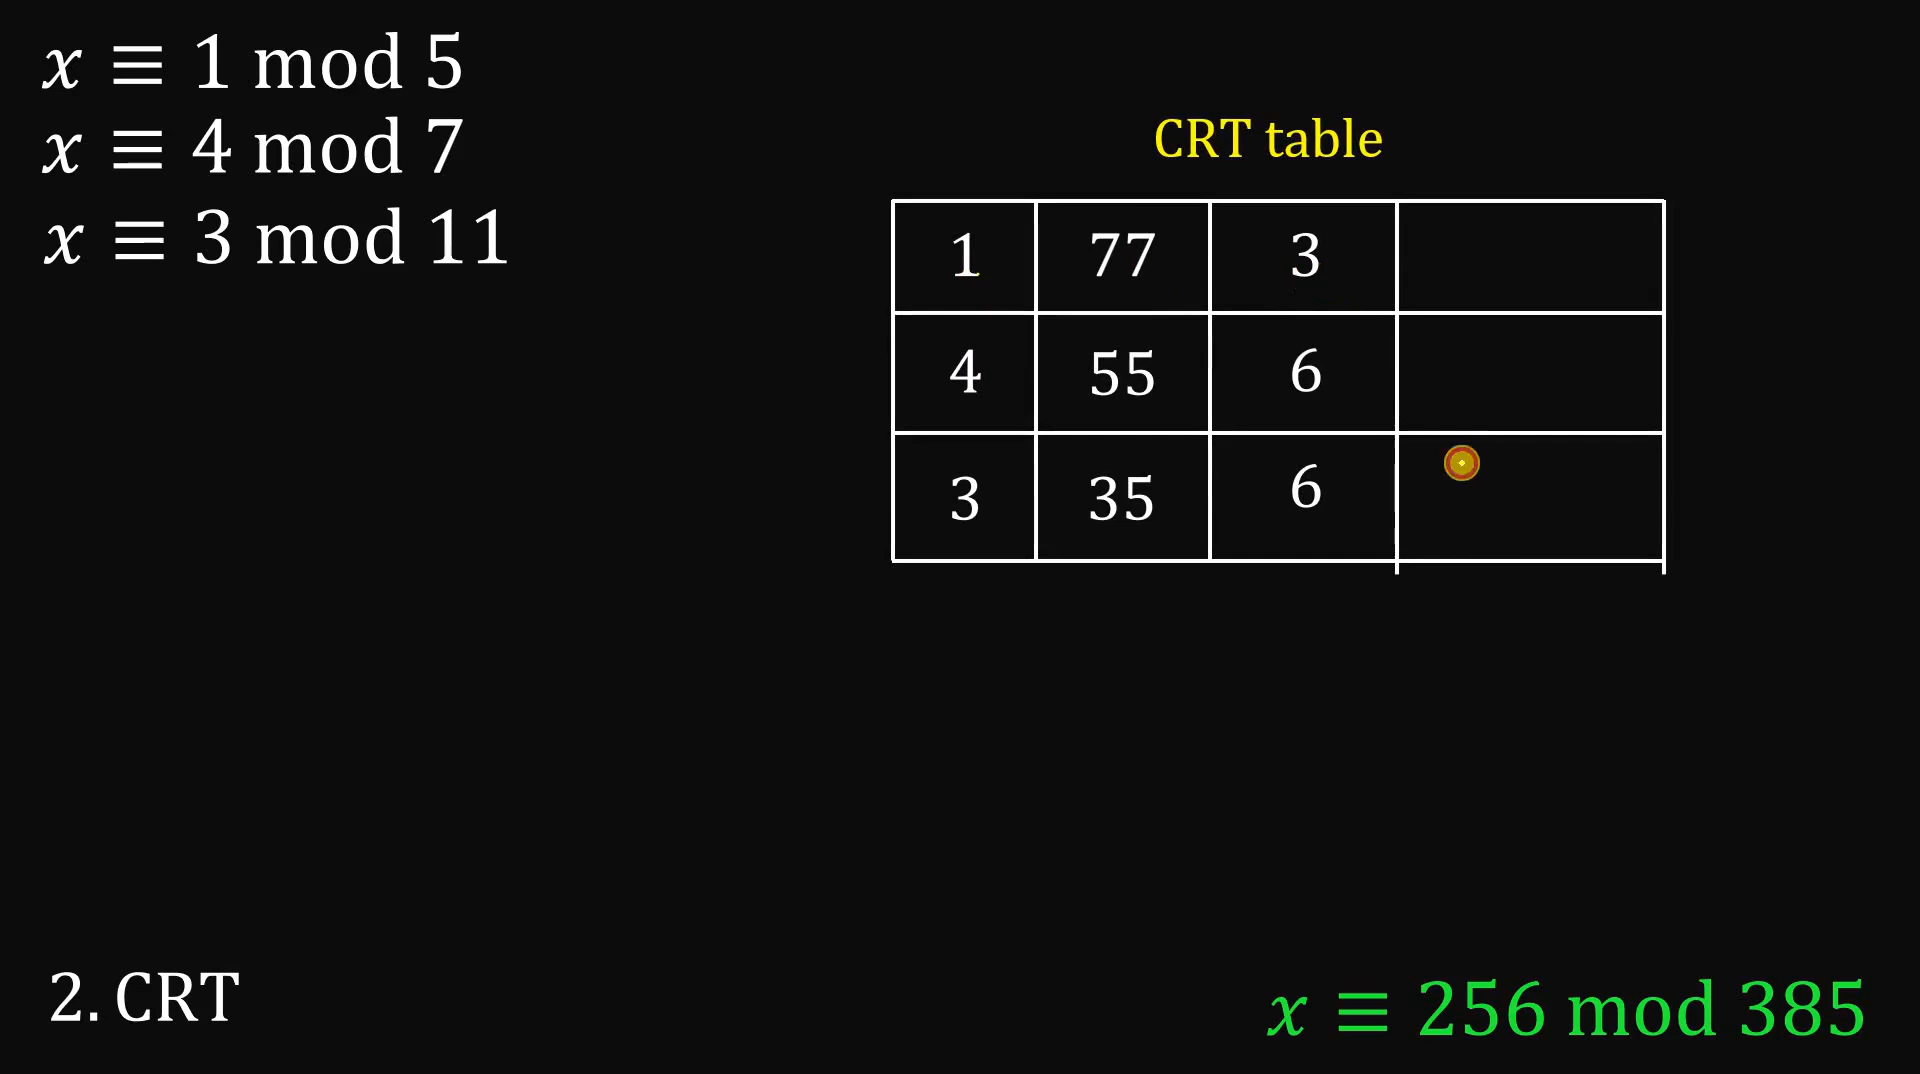 x ≡ 1 mod 5
x ≡ 4 mod 7
x ≡ 3 mod 11
CRT table
1 77 3
4 55 6
3 35 6
2. CRT
x ≡ 256 mod 385